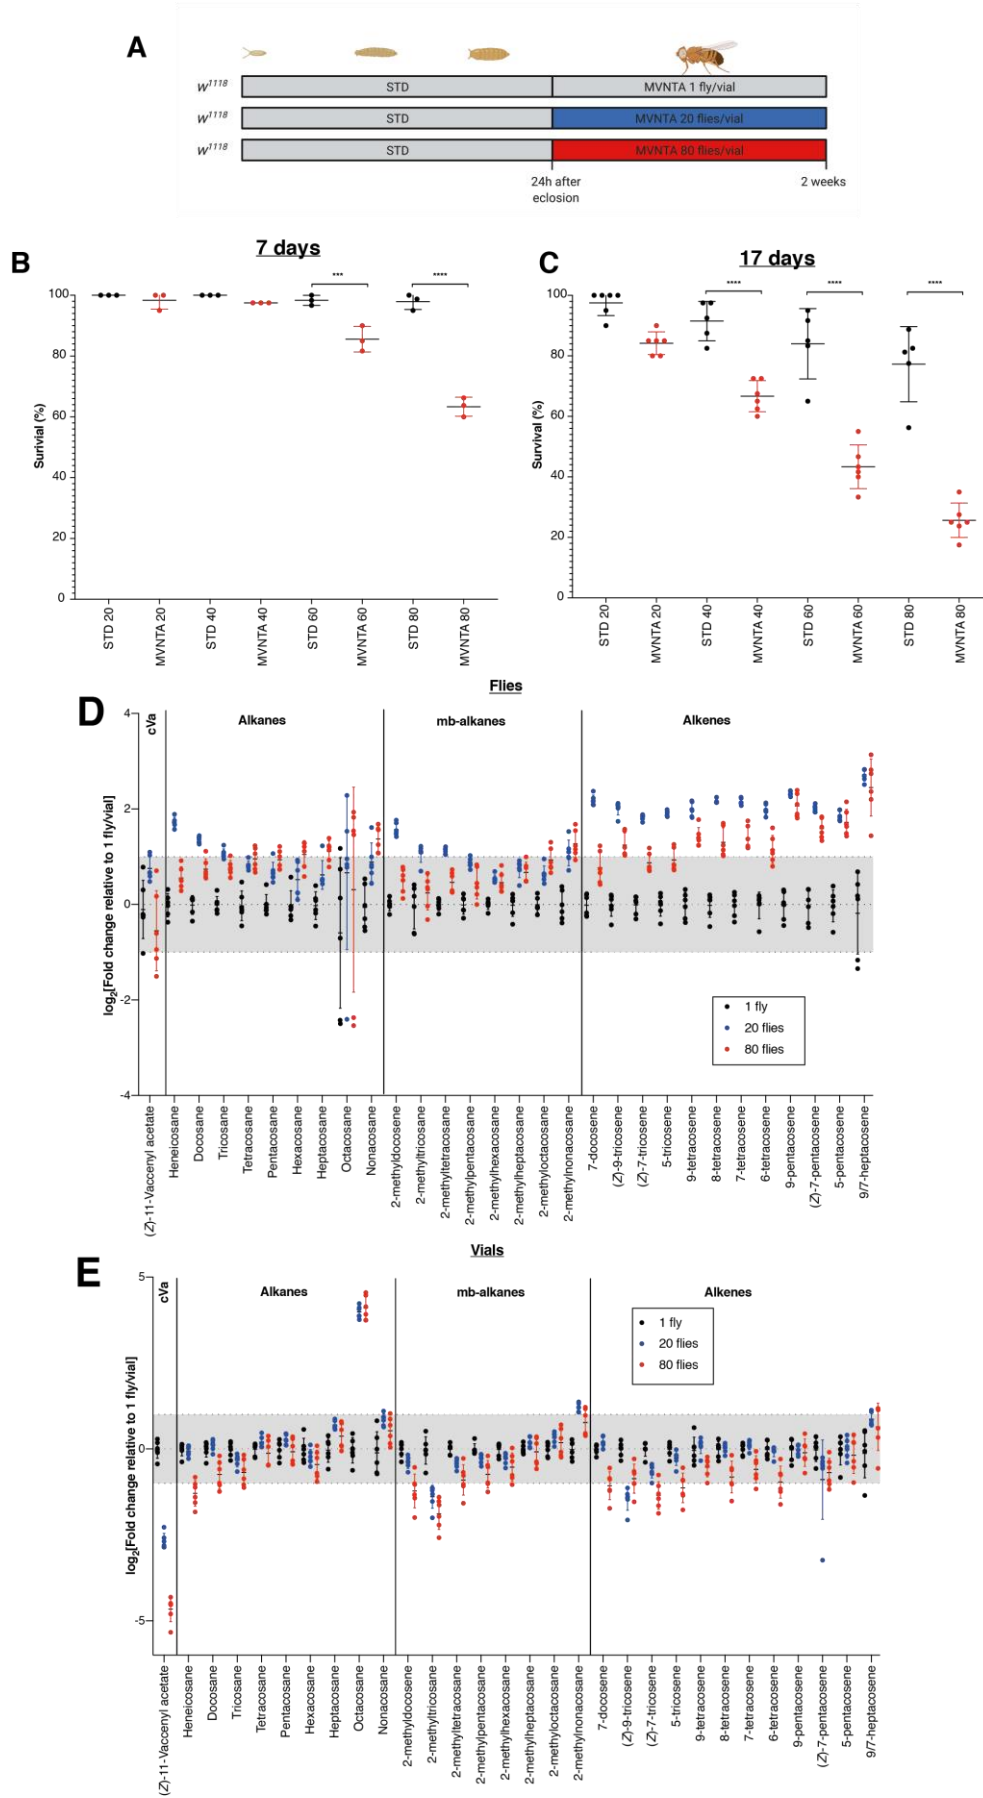 A
w1118 STD MVNTA 1 fly/vial
w1118 STD MVNTA 20 flies/vial
w1118 STD MVNTA 80 flies/vial
24h after
eclosion
2 weeks
B
7 days
*** ****
Surivial (%)
100
80
60
40
20
0
STD 20
MVNTA 20
STD 40
MVNTA 40
STD 60
MVNTA 60
STD 80
MVNTA 80
C
17 days
**** **** ****
Survival (%)
100
80
60
40
20
0
STD 20
MVNTA 20
STD 40
MVNTA 40
STD 60
MVNTA 60
STD 80
MVNTA 80
Flies
D
cVa
Alkanes
mb-alkanes
Alkenes
log2[Fold change relative to 1 fly/vial]
4
2
0
-2
-4
1 fly
20 flies
80 flies
(Z)-11-Vaccenyl acetate
Heneicosane
Docosane
Tricosane
Tetracosane
Pentacosane
Hexacosane
Heptacosane
Octacosane
Nonacosane
2-methyldocosene
2-methyltricosane
2-methyltetracosane
2-methylpentacosane
2-methylhexacosane
2-methylheptacosane
2-methyloctacosane
2-methylnonacosane
7-docosene
(Z)-9-tricosene
(Z)-7-tricosene
5-tricosene
9-tetracosene
8-tetracosene
7-tetracosene
6-tetracosene
9-pentacosene
(Z)-7-pentacosene
5-pentacosene
9/7-heptacosene
Vials
E
cVa
Alkanes
mb-alkanes
Alkenes
log2[Fold change relative to 1 fly/vial]
5
0
-5
1 fly
20 flies
80 flies
(Z)-11-Vaccenyl acetate
Heneicosane
Docosane
Tricosane
Tetracosane
Pentacosane
Hexacosane
Heptacosane
Octacosane
Nonacosane
2-methyldocosene
2-methyltricosane
2-methyltetracosane
2-methylpentacosane
2-methylhexacosane
2-methylheptacosane
2-methyloctacosane
2-methylnonacosane
7-docosene
(Z)-9-tricosene
(Z)-7-tricosene
5-tricosene
9-tetracosene
8-tetracosene
7-tetracosene
6-tetracosene
9-pentacosene
(Z)-7-pentacosene
5-pentacosene
9/7-heptacosene